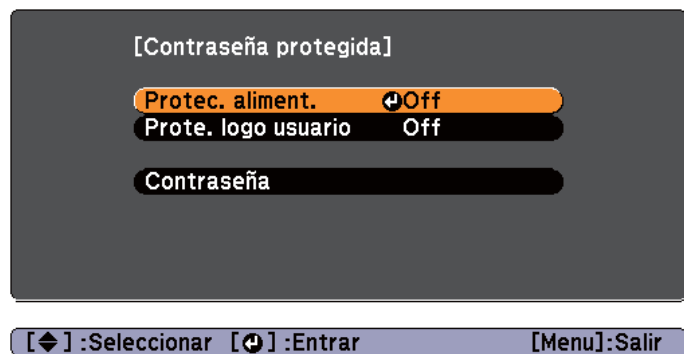 [Contraseña protegida]
Protec. aliment. Off
Prote. logo usuario Off
Contraseña
[ ] :Seleccionar [ ] :Entrar [Menu]:Salir